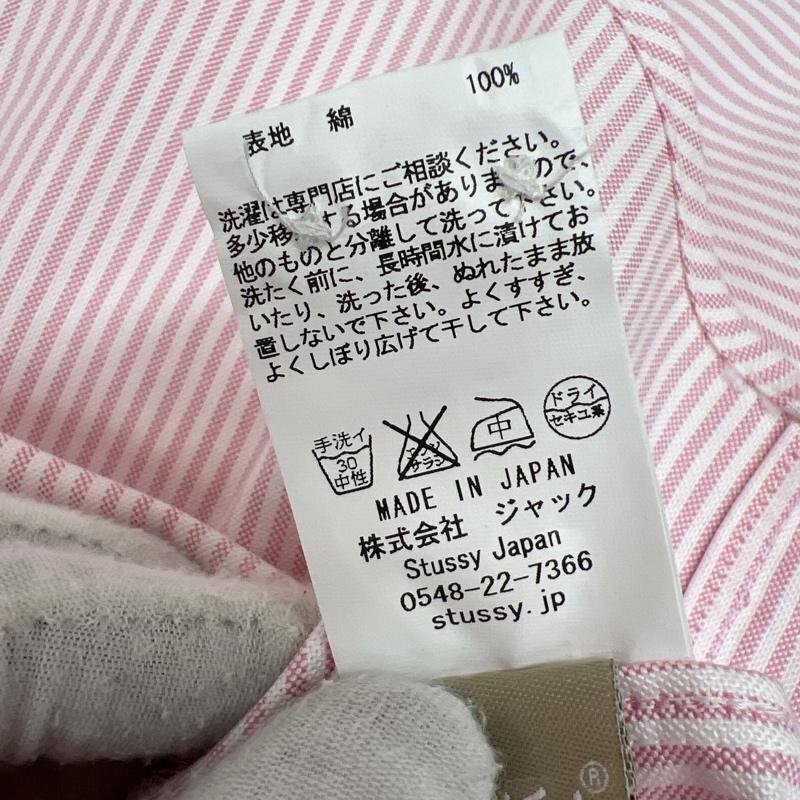 表地 綿 100%
洗濯は専門店にご相談ください。
多少移 する場合がありま ので、
他のものと分離して洗って下さい。
洗たく前に、長時間水に漬けてお
いたり、洗った後、ぬれたまま放
置しないで下さい。よくすすぎ、
よくしぼり広げて干して下さい。
手洗イ
30
中性
エンソ
サラシ
中
ドライ
セキユ系
MADE IN JAPAN
株式会社 ジャック
Stussy Japan
0548-22-7366
stussy.jp
®